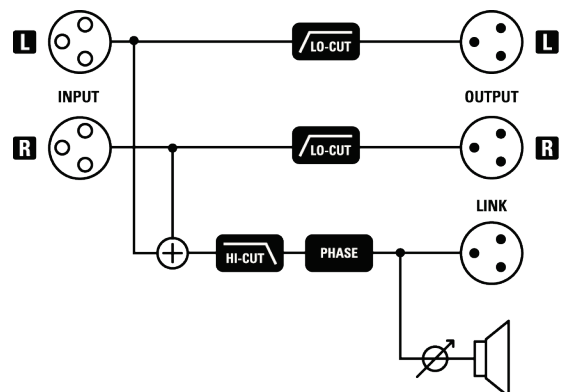 L LO-CUT L
INPUT OUTPUT
R LO-CUT R
LINK
HI-CUT PHASE